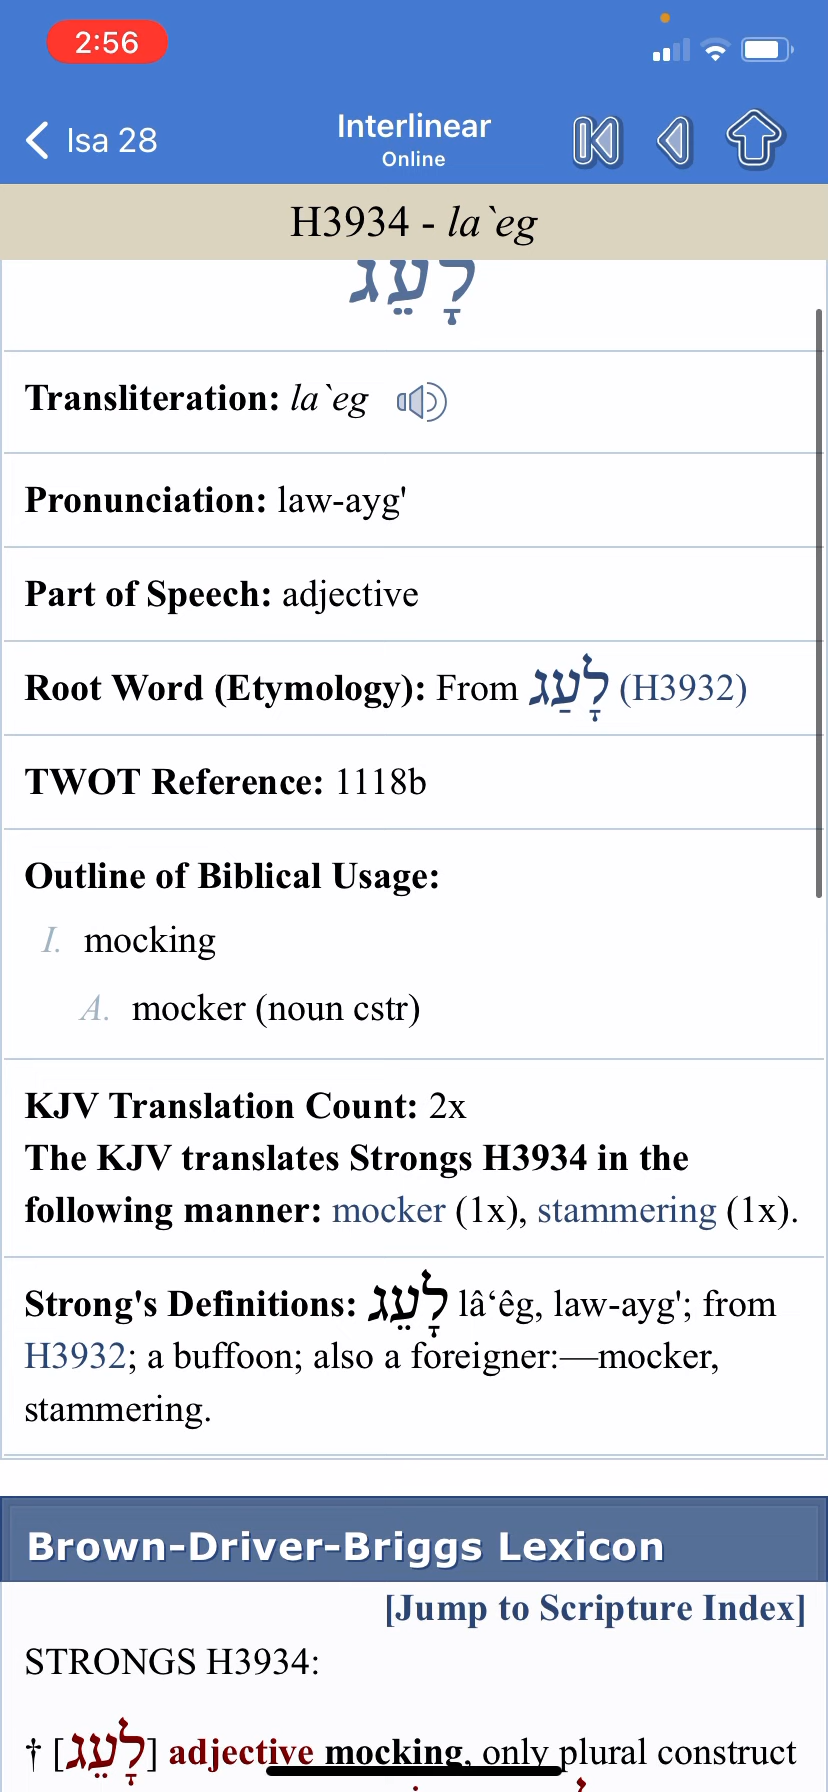 2:56
Isa 28
Interlinear
Online
H3934 - la`eg
לָעֵג
Transliteration: la`eg
Pronunciation: law-ayg'
Part of Speech: adjective
Root Word (Etymology): From לָעַג (H3932)
TWOT Reference: 1118b
Outline of Biblical Usage:
I. mocking
A. mocker (noun cstr)
KJV Translation Count: 2x
The KJV translates Strongs H3934 in the
following manner: mocker (1x), stammering (1x).
Strong's Definitions: לָעֵג lâʻêg, law-ayg'; from
H3932; a buffoon; also a foreigner:—mocker,
stammering.
Brown-Driver-Briggs Lexicon
[Jump to Scripture Index]
STRONGS H3934:
† [לָעֵג] adjective mocking, only plural construct